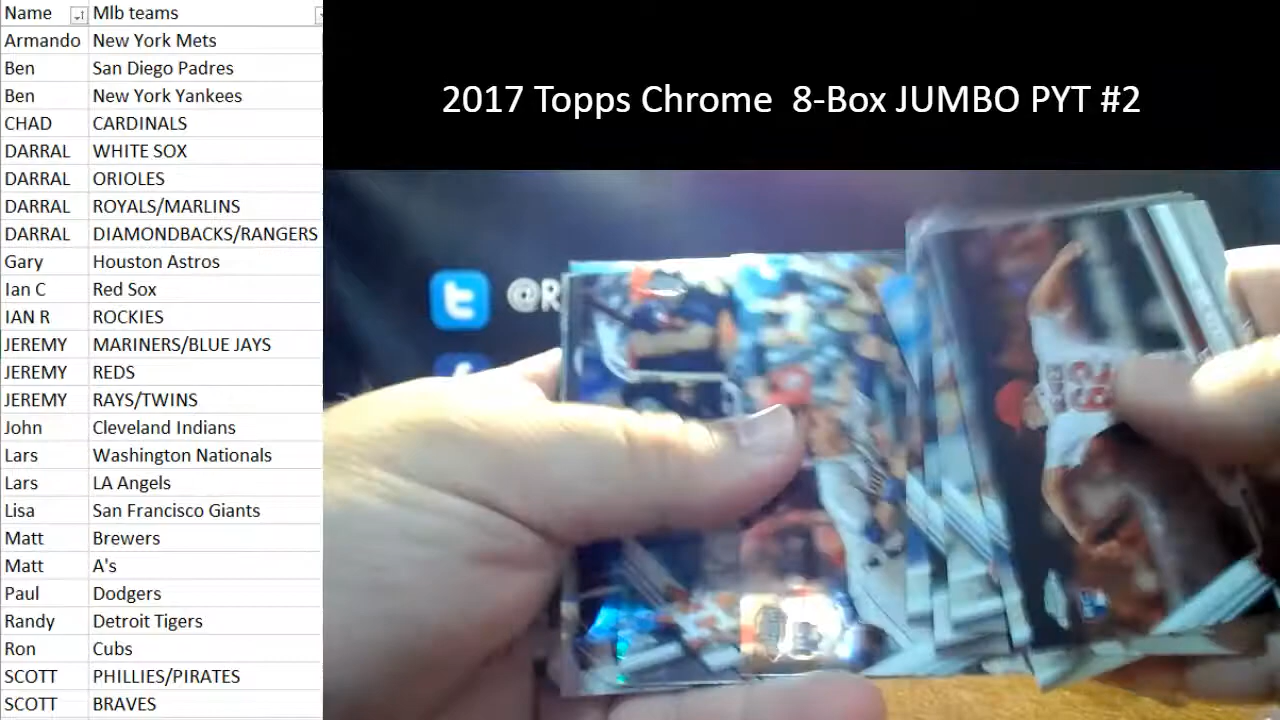 Name Mlb teams
Armando New York Mets
Ben San Diego Padres
Ben New York Yankees
CHAD CARDINALS
DARRAL WHITE SOX
DARRAL ORIOLES
DARRAL ROYALS/MARLINS
DARRAL DIAMONDBACKS/RANGERS
Gary Houston Astros
Ian C Red Sox
IAN R ROCKIES
JEREMY MARINERS/BLUE JAYS
JEREMY REDS
JEREMY RAYS/TWINS
John Cleveland Indians
Lars Washington Nationals
Lars LA Angels
Lisa San Francisco Giants
Matt Brewers
Matt A's
Paul Dodgers
Randy Detroit Tigers
Ron Cubs
SCOTT PHILLIES/PIRATES
SCOTT BRAVES
2017 Topps Chrome 8-Box JUMBO PYT #2
@R